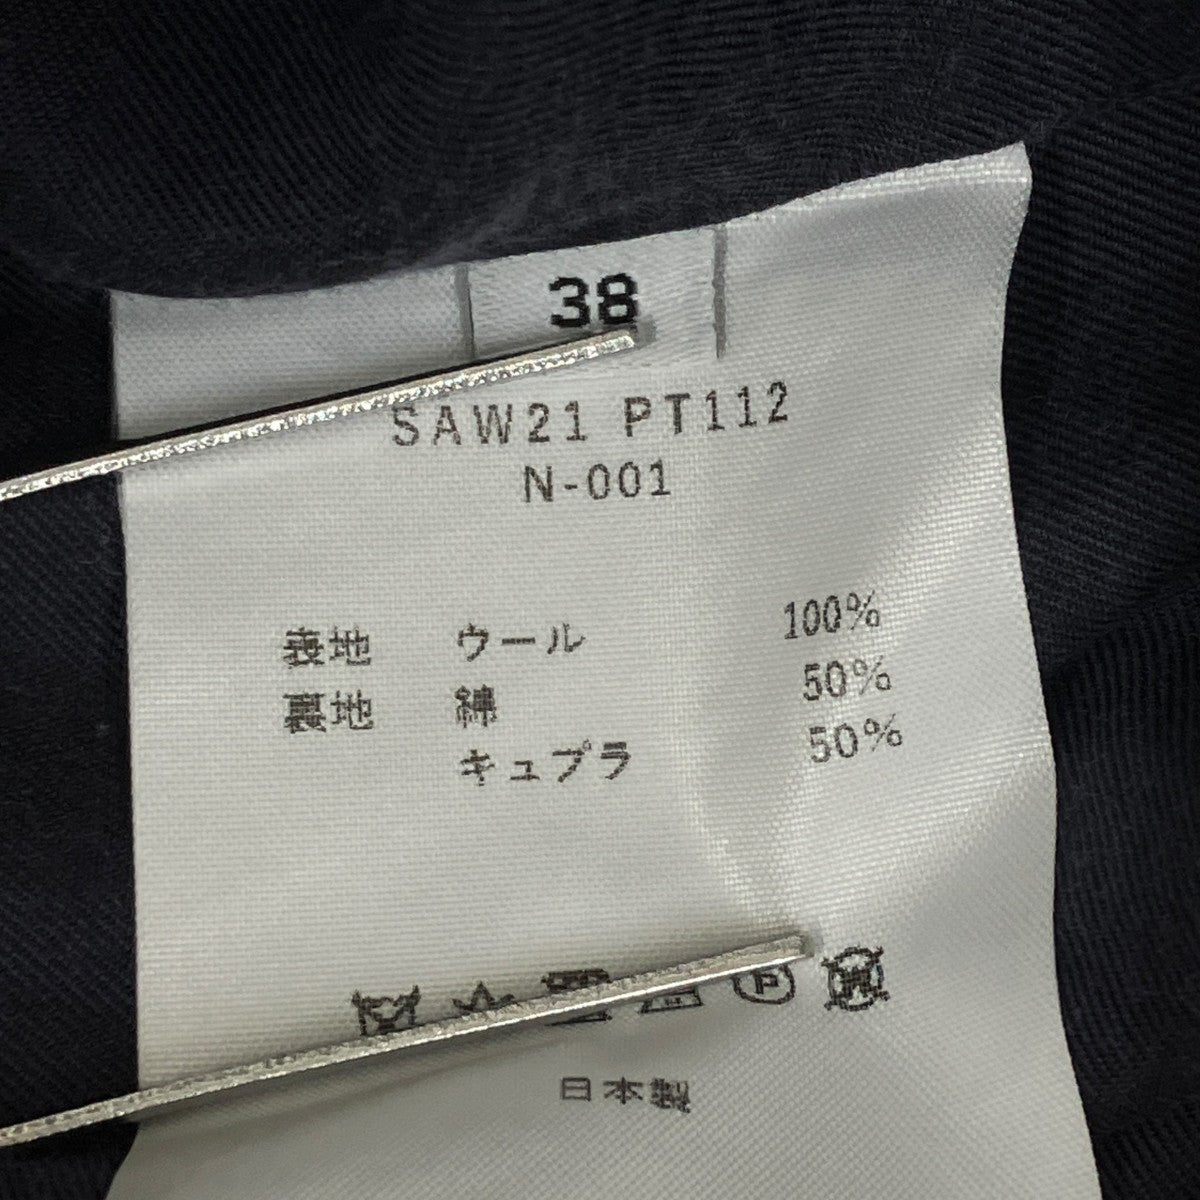 38
SAW21 PT112
N-001
表地 ウール 100%
裏地 綿 50%
キュプラ 50%
P W
日本製